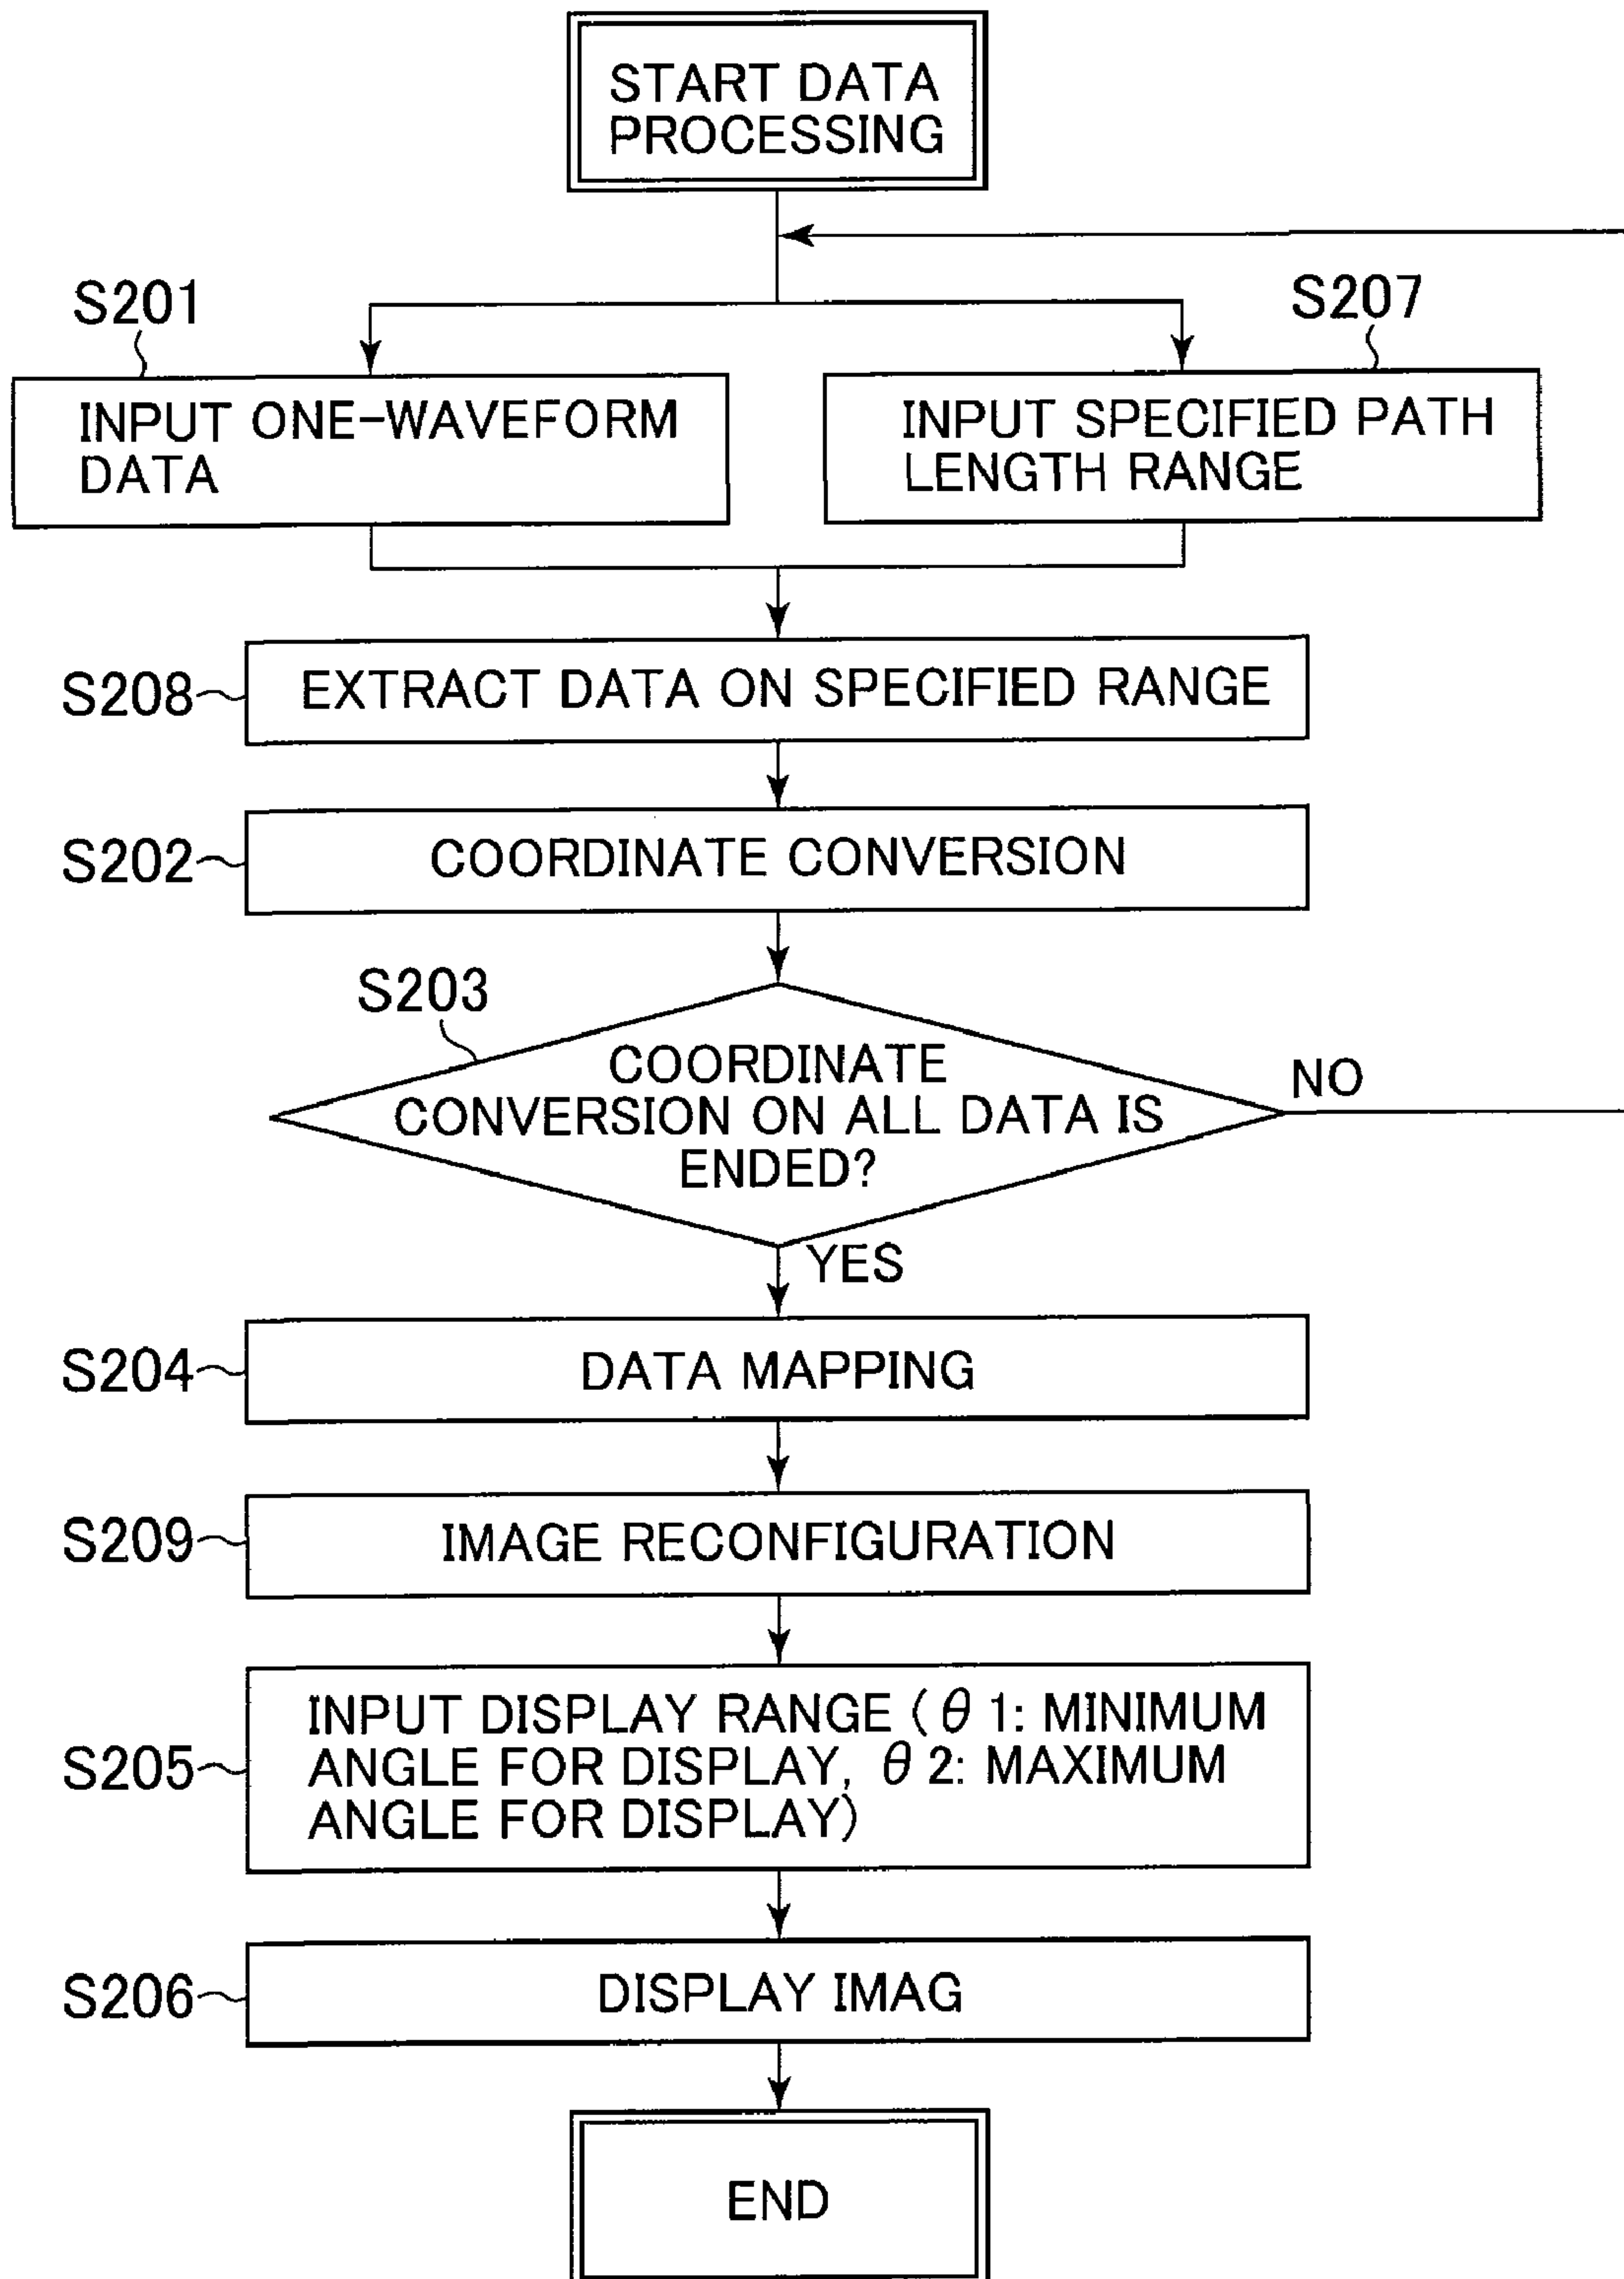 START DATA
PROCESSING
S201
S207
INPUT ONE-WAVEFORM
DATA
INPUT SPECIFIED PATH
LENGTH RANGE
S208
EXTRACT DATA ON SPECIFIED RANGE
S202
COORDINATE CONVERSION
S203
COORDINATE
CONVERSION ON ALL DATA IS
ENDED?
NO
YES
S204
DATA MAPPING
S209
IMAGE RECONFIGURATION
S205
INPUT DISPLAY RANGE (θ 1: MINIMUM
ANGLE FOR DISPLAY, θ 2: MAXIMUM
ANGLE FOR DISPLAY)
S206
DISPLAY IMAG
END